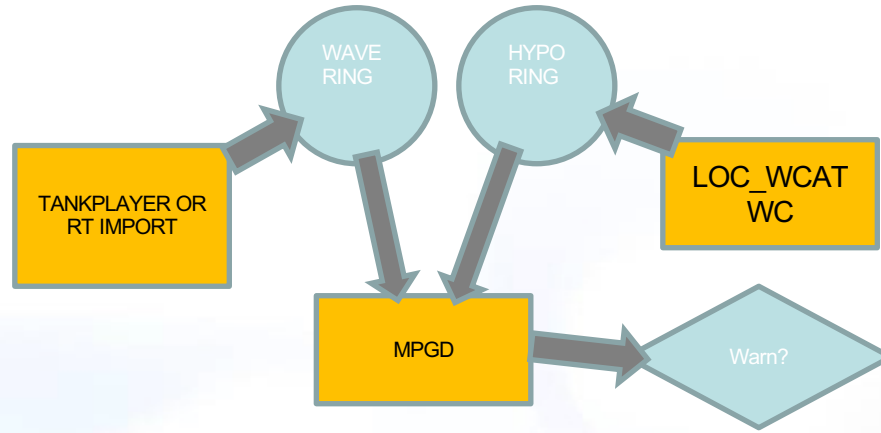 WAVE
RING
HYPO
RING
TANKPLAYER OR
RT IMPORT
LOC_WCAT
WC
MPGD
Warn?